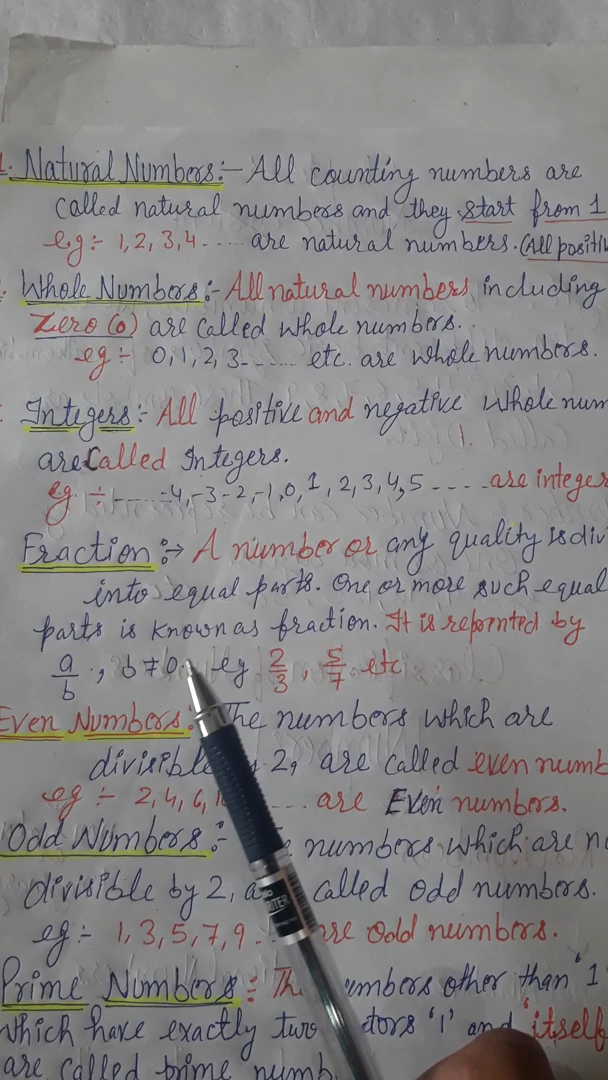 1. Natural Numbers:- All counting numbers are
called natural numbers and they start from 1
e.g:- 1,2,3,4..... are natural numbers. (All positi
Whole Numbers:- All natural numbers including
Zero (0) are called whole numbers.
eg:- 0,1,2,3-..... etc. are whole numbers.
Integers:- All positive and negative whole num
are called Integers.
eg ÷ ..... -4,-3-2,-1,0,1,2,3,4,5 ..... are integer
Fraction:→ A number or any quality is div
into equal parts. One or more such equal
parts is known as fraction. It is reprented by
a/b, b≠0. eg 2/3, 5/7. etc
Even Numbers: The numbers which are
divisible 2, are called even numb
eg:- 2,4,6, ..... are Even numbers.
Odd Numbers:- numbers which are no
divisible by 2, called odd numbers.
eg:- 1,3,5,7,9.. are odd numbers.
Prime Numbers:- other than '1'
which have exactly two '1' and 'itself
are called prime